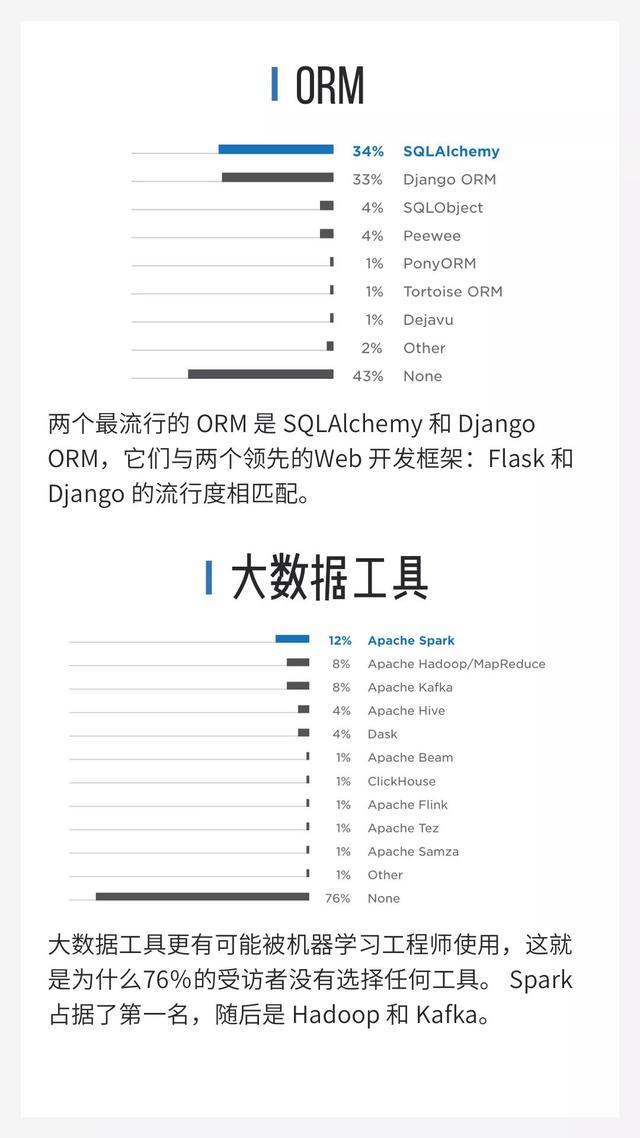 ORM
34% SQLAlchemy
33% Django ORM
4% SQLObject
4% Peewee
1% PonyORM
1% Tortoise ORM
1% Dejavu
2% Other
43% None
两个最流行的 ORM 是 SQLAlchemy 和 Django
ORM，它们与两个领先的Web 开发框架：Flask 和
Django 的流行度相匹配。
大数据工具
12% Apache Spark
8% Apache Hadoop/MapReduce
8% Apache Kafka
4% Apache Hive
4% Dask
1% Apache Beam
1% ClickHouse
1% Apache Flink
1% Apache Tez
1% Apache Samza
1% Other
76% None
大数据工具更有可能被机器学习工程师使用，这就
是为什么76%的受访者没有选择任何工具。 Spark
占据了第一名，随后是 Hadoop 和 Kafka。